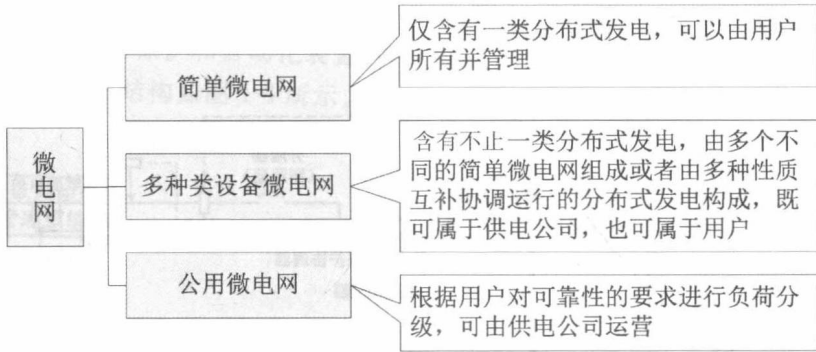 微电网
简单微电网
仅含有一类分布式发电，可以由用户
所有并管理
多种类设备微电网
含有不止一类分布式发电，由多个不
同的简单微电网组成或者由多种性质
互补协调运行的分布式发电构成，既
可属于供电公司，也可属于用户
公用微电网
根据用户对可靠性的要求进行负荷分
级，可由供电公司运营